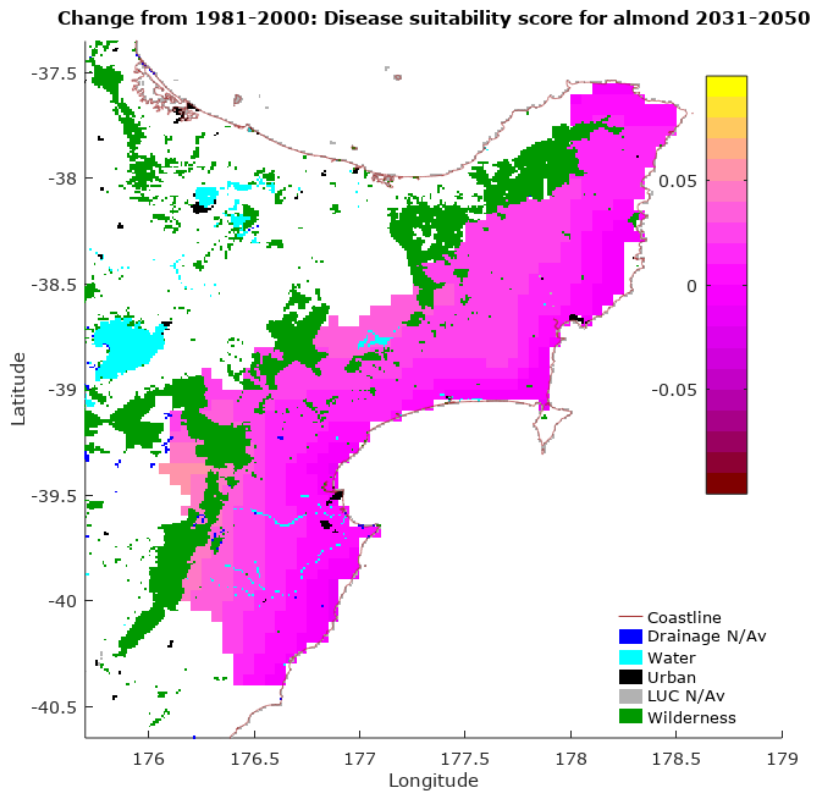 Change from 1981-2000: Disease suitability score for almond 2031-2050
-37.5
-38
-38.5
-39
-39.5
-40
-40.5
Latitude
176
176.5
177
177.5
178
178.5
179
Longitude
0.05
0
-0.05
Coastline
Drainage N/Av
Water
Urban
LUC N/Av
Wilderness